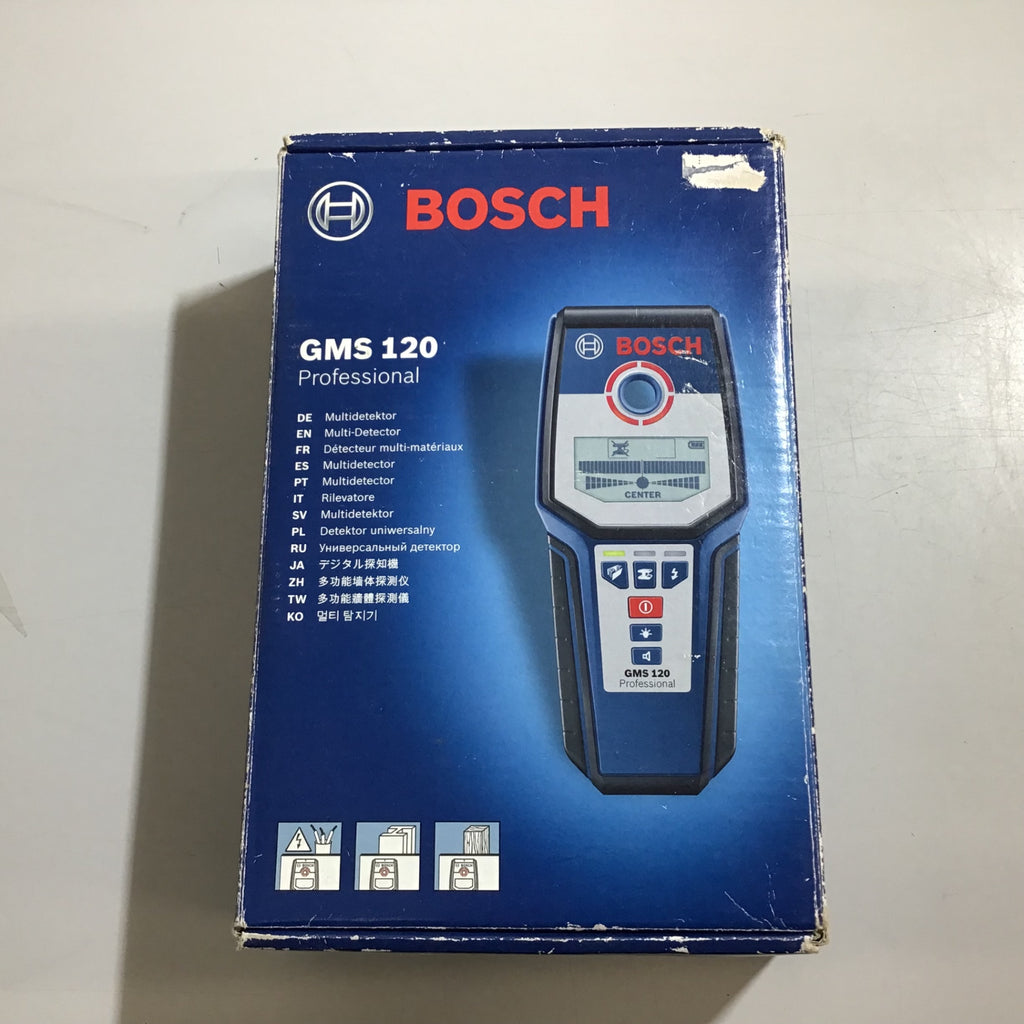 BOSCH
GMS 120
Professional
DE Multidetektor
EN Multi-Detector
FR Détecteur multi-matériaux
ES Multidetector
PT Multidetector
IT Rilevatore
SV Multidetektor
PL Detektor uniwersalny
RU Универсальный детектор
JA デジタル探知機
ZH 多功能墙体探测仪
TW 多功能牆體探測儀
KO 멀티 탐지기
BOSCH
CENTER
GMS 120
Professional